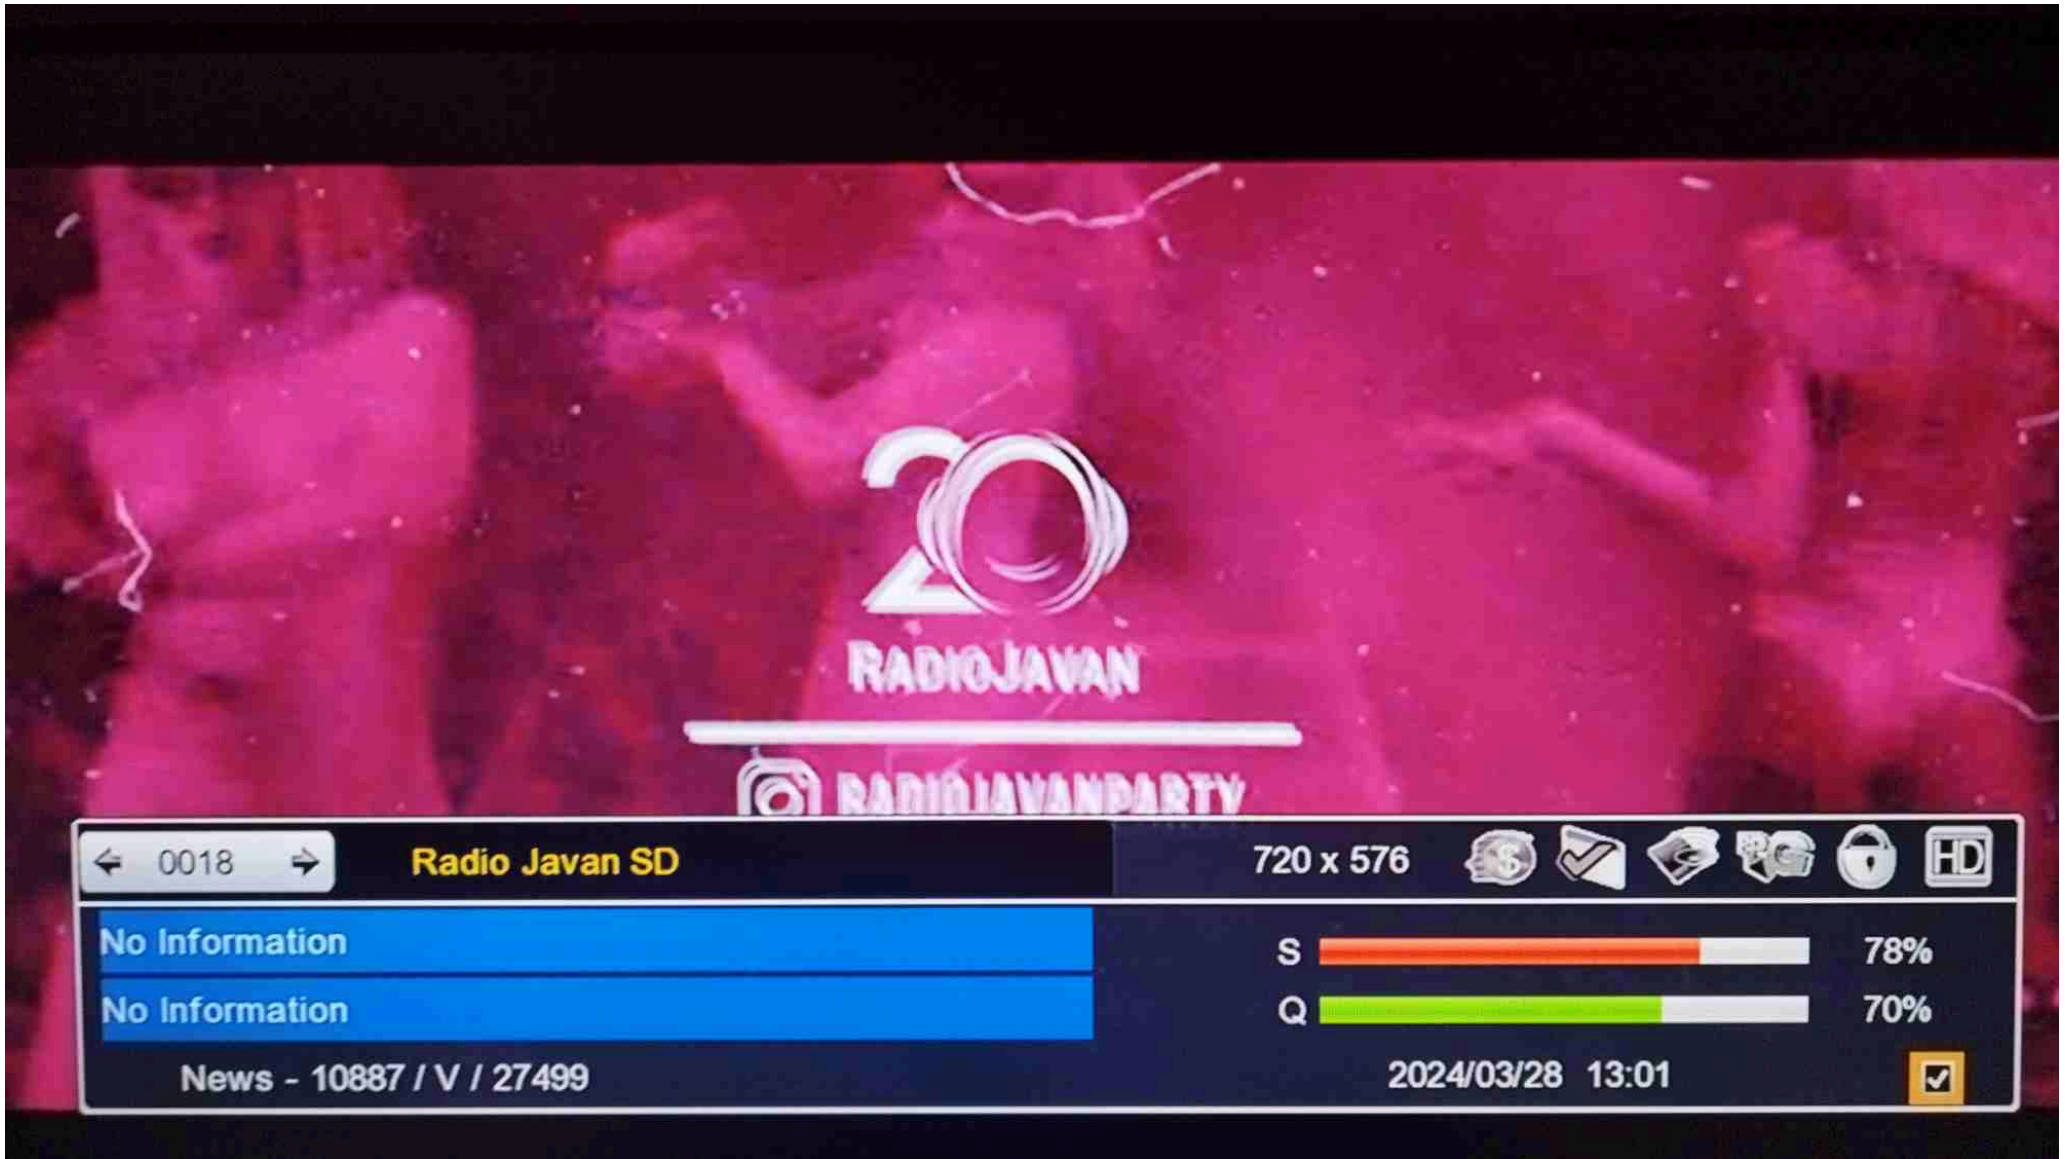 20
RADIOJAVAN
RADIOJAVANPARTY
0018 Radio Javan SD 720 x 576 $ EPG HD
No Information S 78%
No Information Q 70%
News - 10887 / V / 27499 2024/03/28 13:01